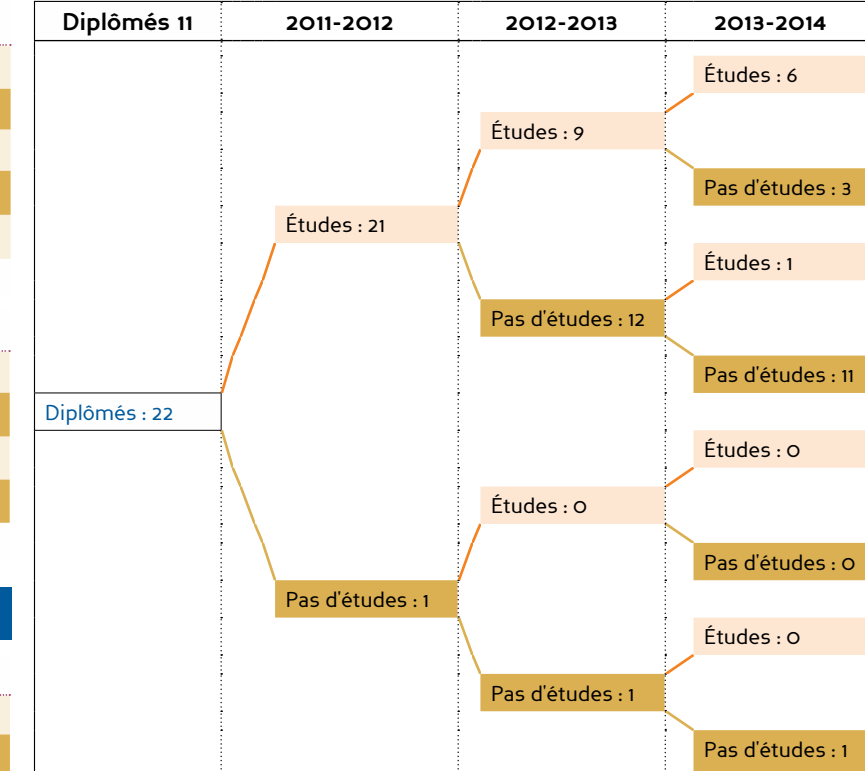 Diplômés 11 2011-2012 2012-2013 2013-2014
Études : 6
Études : 9
Pas d'études : 3
Études : 21
Études : 1
Pas d'études : 12
Pas d'études : 11
Diplômés : 22
Études : 0
Études : 0
Pas d'études : 0
Pas d'études : 1
Études : 0
Pas d'études : 1
Pas d'études : 1